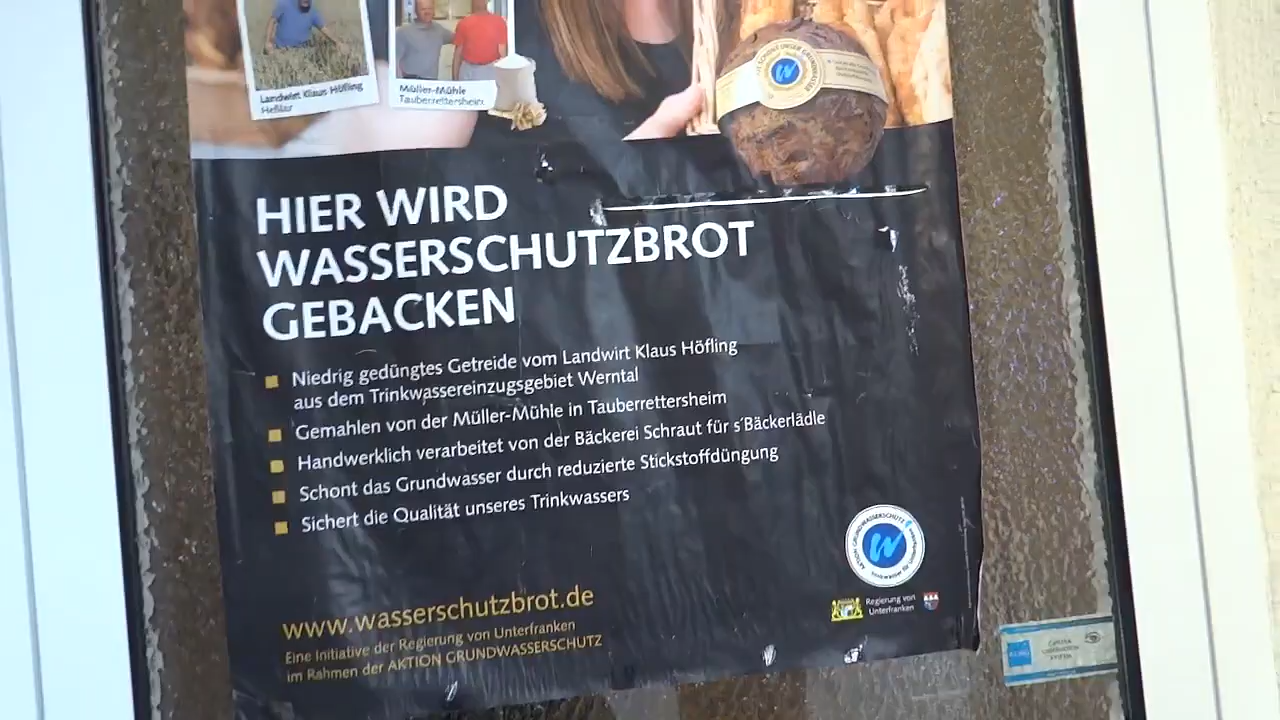 Landwirt Klaus Höfling
Heßlar
Müller-Mühle
Tauberrettersheim
HIER WIRD
WASSERSCHUTZBROT
GEBACKEN
Niedrig gedüngtes Getreide vom Landwirt Klaus Höfling
aus dem Trinkwassereinzugsgebiet Werntal
Gemahlen von der Müller-Mühle in Tauberrettersheim
Handwerklich verarbeitet von der Bäckerei Schraut für s'Bäckerlädle
Schont das Grundwasser durch reduzierte Stickstoffdüngung
Sichert die Qualität unseres Trinkwassers
www.wasserschutzbrot.de
Eine Initiative der Regierung von Unterfranken
im Rahmen der AKTION GRUNDWASSERSCHUTZ
AKTION GRUNDWASSERSCHUTZ
Regierung von
Unterfranken